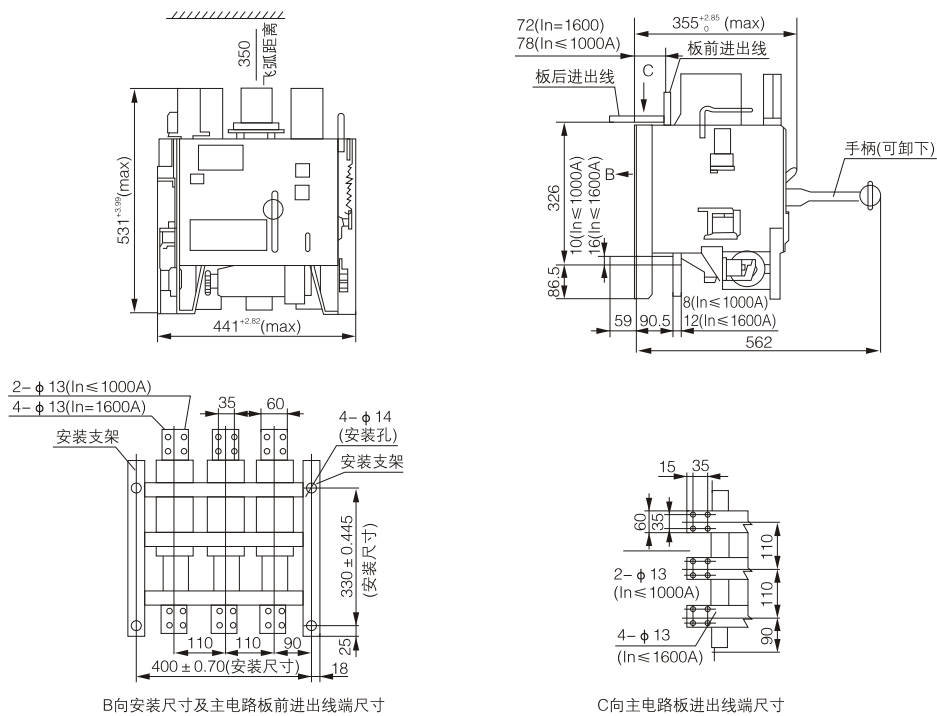 350
飞弧距离
531+3.99(max)
441+2.82(max)
72(In=1600)
78(In≤1000A)
355+2.85 0 (max)
板前进出线
板后进出线
C
B
手柄(可卸下)
326
10(In≤1000A)
16(In≤1600A)
86.5
8(In≤1000A)
59
90.5
12(In≤1600A)
562
2-ϕ13(In≤1000A)
4-ϕ13(In=1600A)
35
60
4-ϕ14
(安装孔)
安装支架
安装支架
330±0.445
(安装尺寸)
110
110
90
25
400±0.70(安装尺寸)
18
B向安装尺寸及主电路板前进出线端尺寸
15
35
60
35
110
2-ϕ13
(In≤1000A)
110
4-ϕ13
(In≤1600A)
90
C向主电路板进出线端尺寸